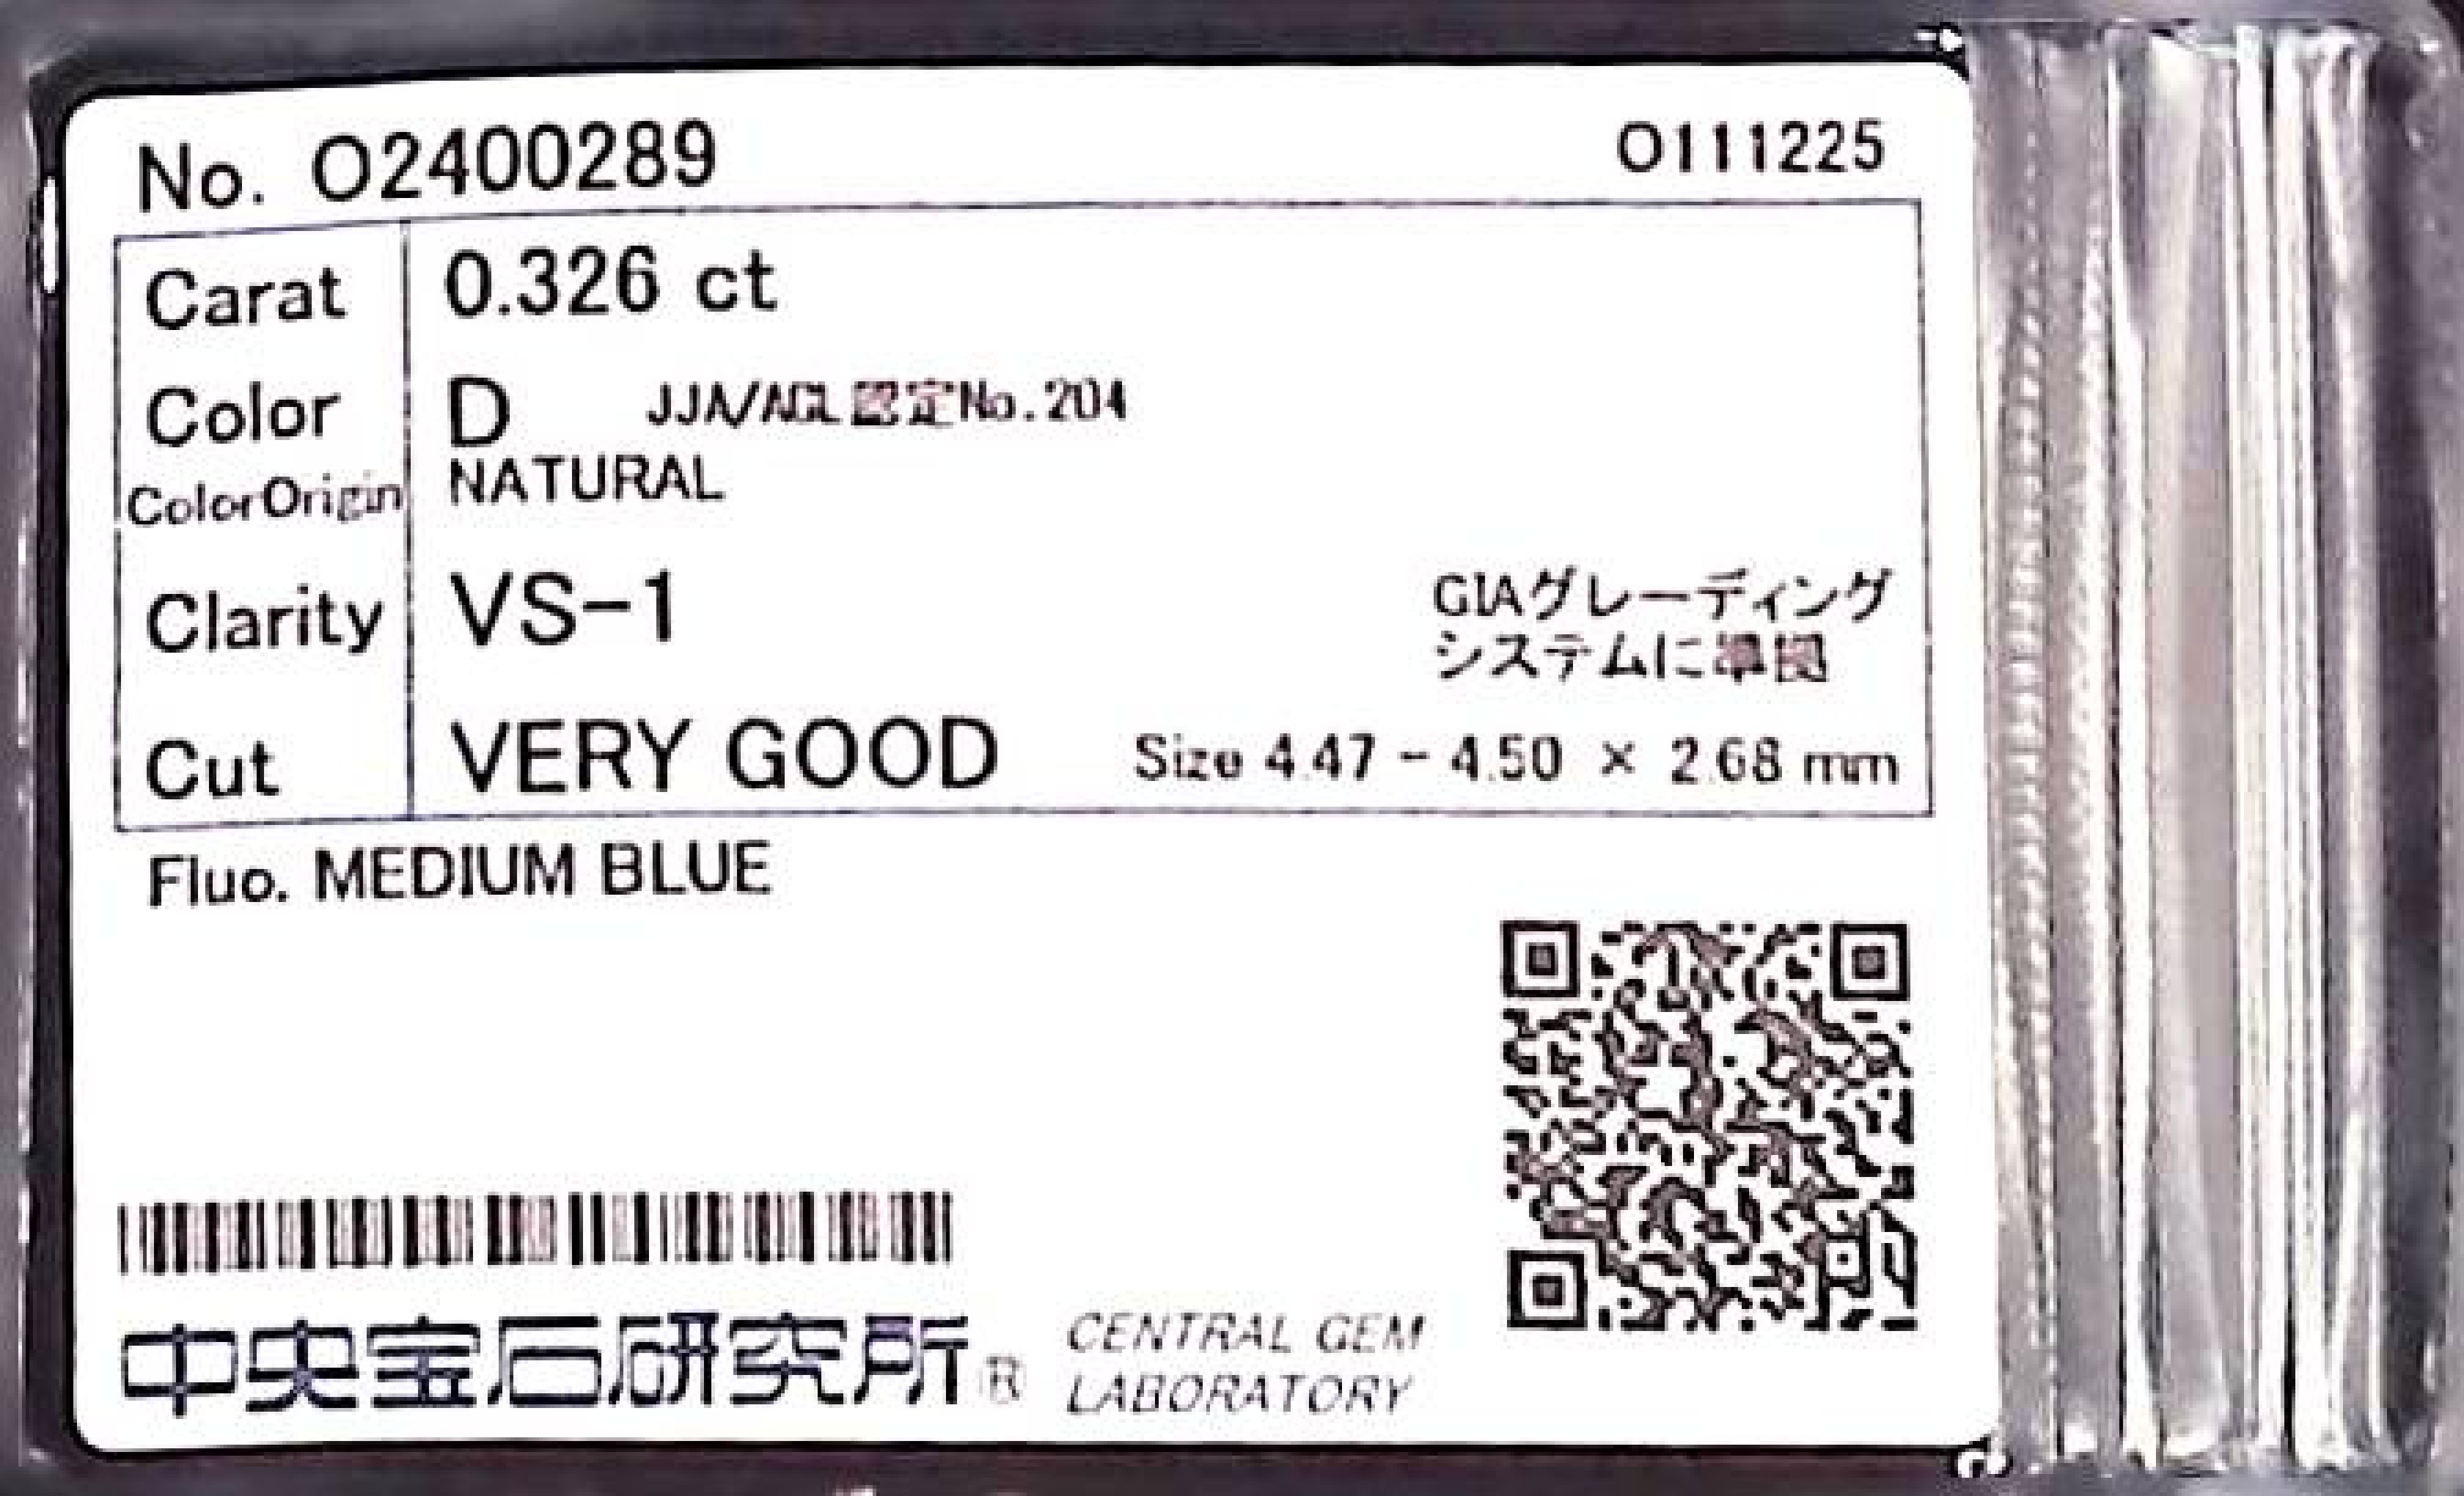 No. O2400289
O111225
Carat 0.326 ct
Color D JJA/AGL認定No.204
ColorOrigin NATURAL
Clarity VS-1
GIAグレーディング
システムに準拠
Cut VERY GOOD Size 4.47 - 4.50 × 2.68 mm
Fluo. MEDIUM BLUE
中央宝石研究所® CENTRAL GEM
LABORATORY